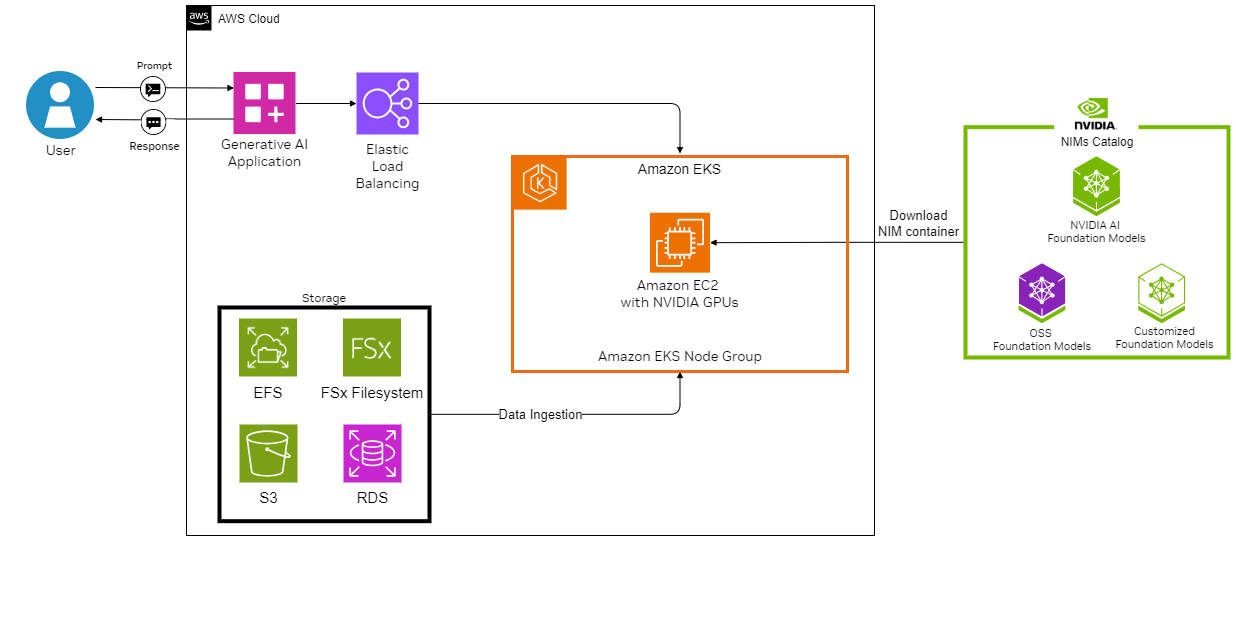 aws
AWS Cloud
Prompt
Response
User
Generative AI
Application
Elastic
Load
Balancing
Amazon EKS
K
Amazon EC2
with NVIDIA GPUs
Amazon EKS Node Group
Download
NIM container
NVIDIA.
NIMs Catalog
NVIDIA AI
Foundation Models
OSS
Foundation Models
Customized
Foundation Models
Storage
EFS
FSx
FSx Filesystem
S3
RDS
Data Ingestion